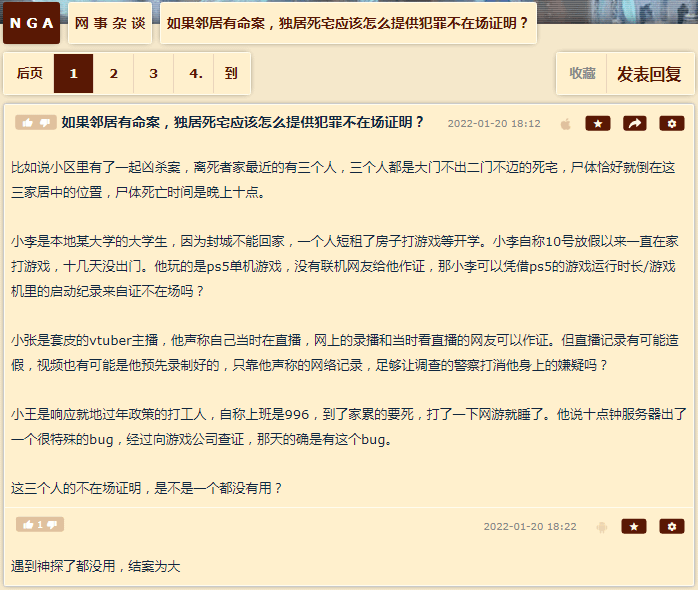 NGA 网事杂谈 如果邻居有命案，独居死宅应该怎么提供犯罪不在场证明？
后页 1 2 3 4. 到 收藏 发表回复
如果邻居有命案，独居死宅应该怎么提供犯罪不在场证明？ 2022-01-20 18:12
比如说小区里有了一起凶杀案，离死者家最近的有三个人，三个人都是大门不出二门不迈的死宅，尸体恰好就倒在这
三家居中的位置，尸体死亡时间是晚上十点。
小李是本地某大学的大学生，因为封城不能回家，一个人短租了房子打游戏等开学。小李自称10号放假以来一直在家
打游戏，十几天没出门。他玩的是ps5单机游戏，没有联机网友给他作证，那小李可以凭借ps5的游戏运行时长/游戏
机里的启动纪录来自证不在场吗？
小张是套皮的vtuber主播，他声称自己当时在直播，网上的录播和当时看直播的网友可以作证。但直播记录有可能造
假，视频也有可能是他预先录制好的，只靠他声称的网络记录，足够让调查的警察打消他身上的嫌疑吗？
小王是响应就地过年政策的打工人，自称上班是996，到了家累的要死，打了一下网游就睡了。他说十点钟服务器出了
一个很特殊的bug，经过向游戏公司查证，那天的确是有这个bug。
这三个人的不在场证明，是不是一个都没有用？
1 2022-01-20 18:22
遇到神探了都没用，结案为大